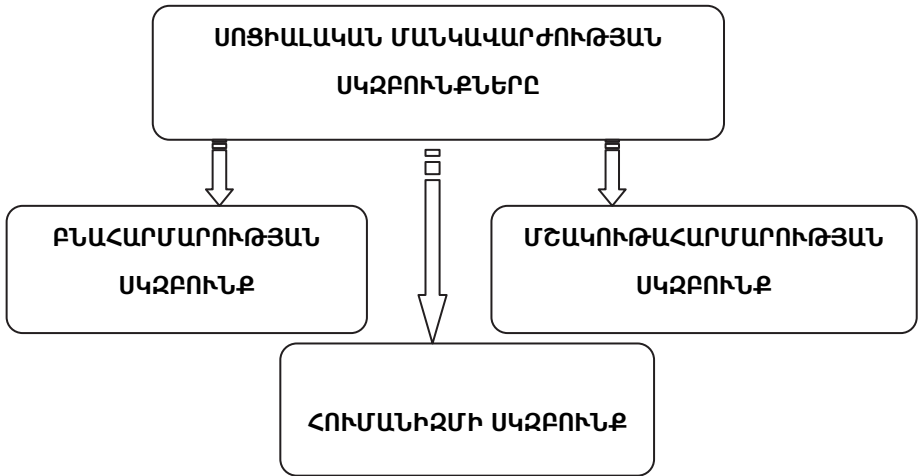 ՍՈՑԻԱԼԱԿԱՆ ՄԱՆԿԱՎԱՐԺՈՒԹՅԱՆ
ՍԿԶԲՈՒՆՔՆԵՐԸ
ԲՆԱՀԱՐՄԱՐՈՒԹՅԱՆ
ՍԿԶԲՈՒՆՔ
ՄՇԱԿՈՒԹԱՀԱՐՄԱՐՈՒԹՅԱՆ
ՍԿԶԲՈՒՆՔ
ՀՈՒՄԱՆԻԶՄԻ ՍԿԶԲՈՒՆՔ